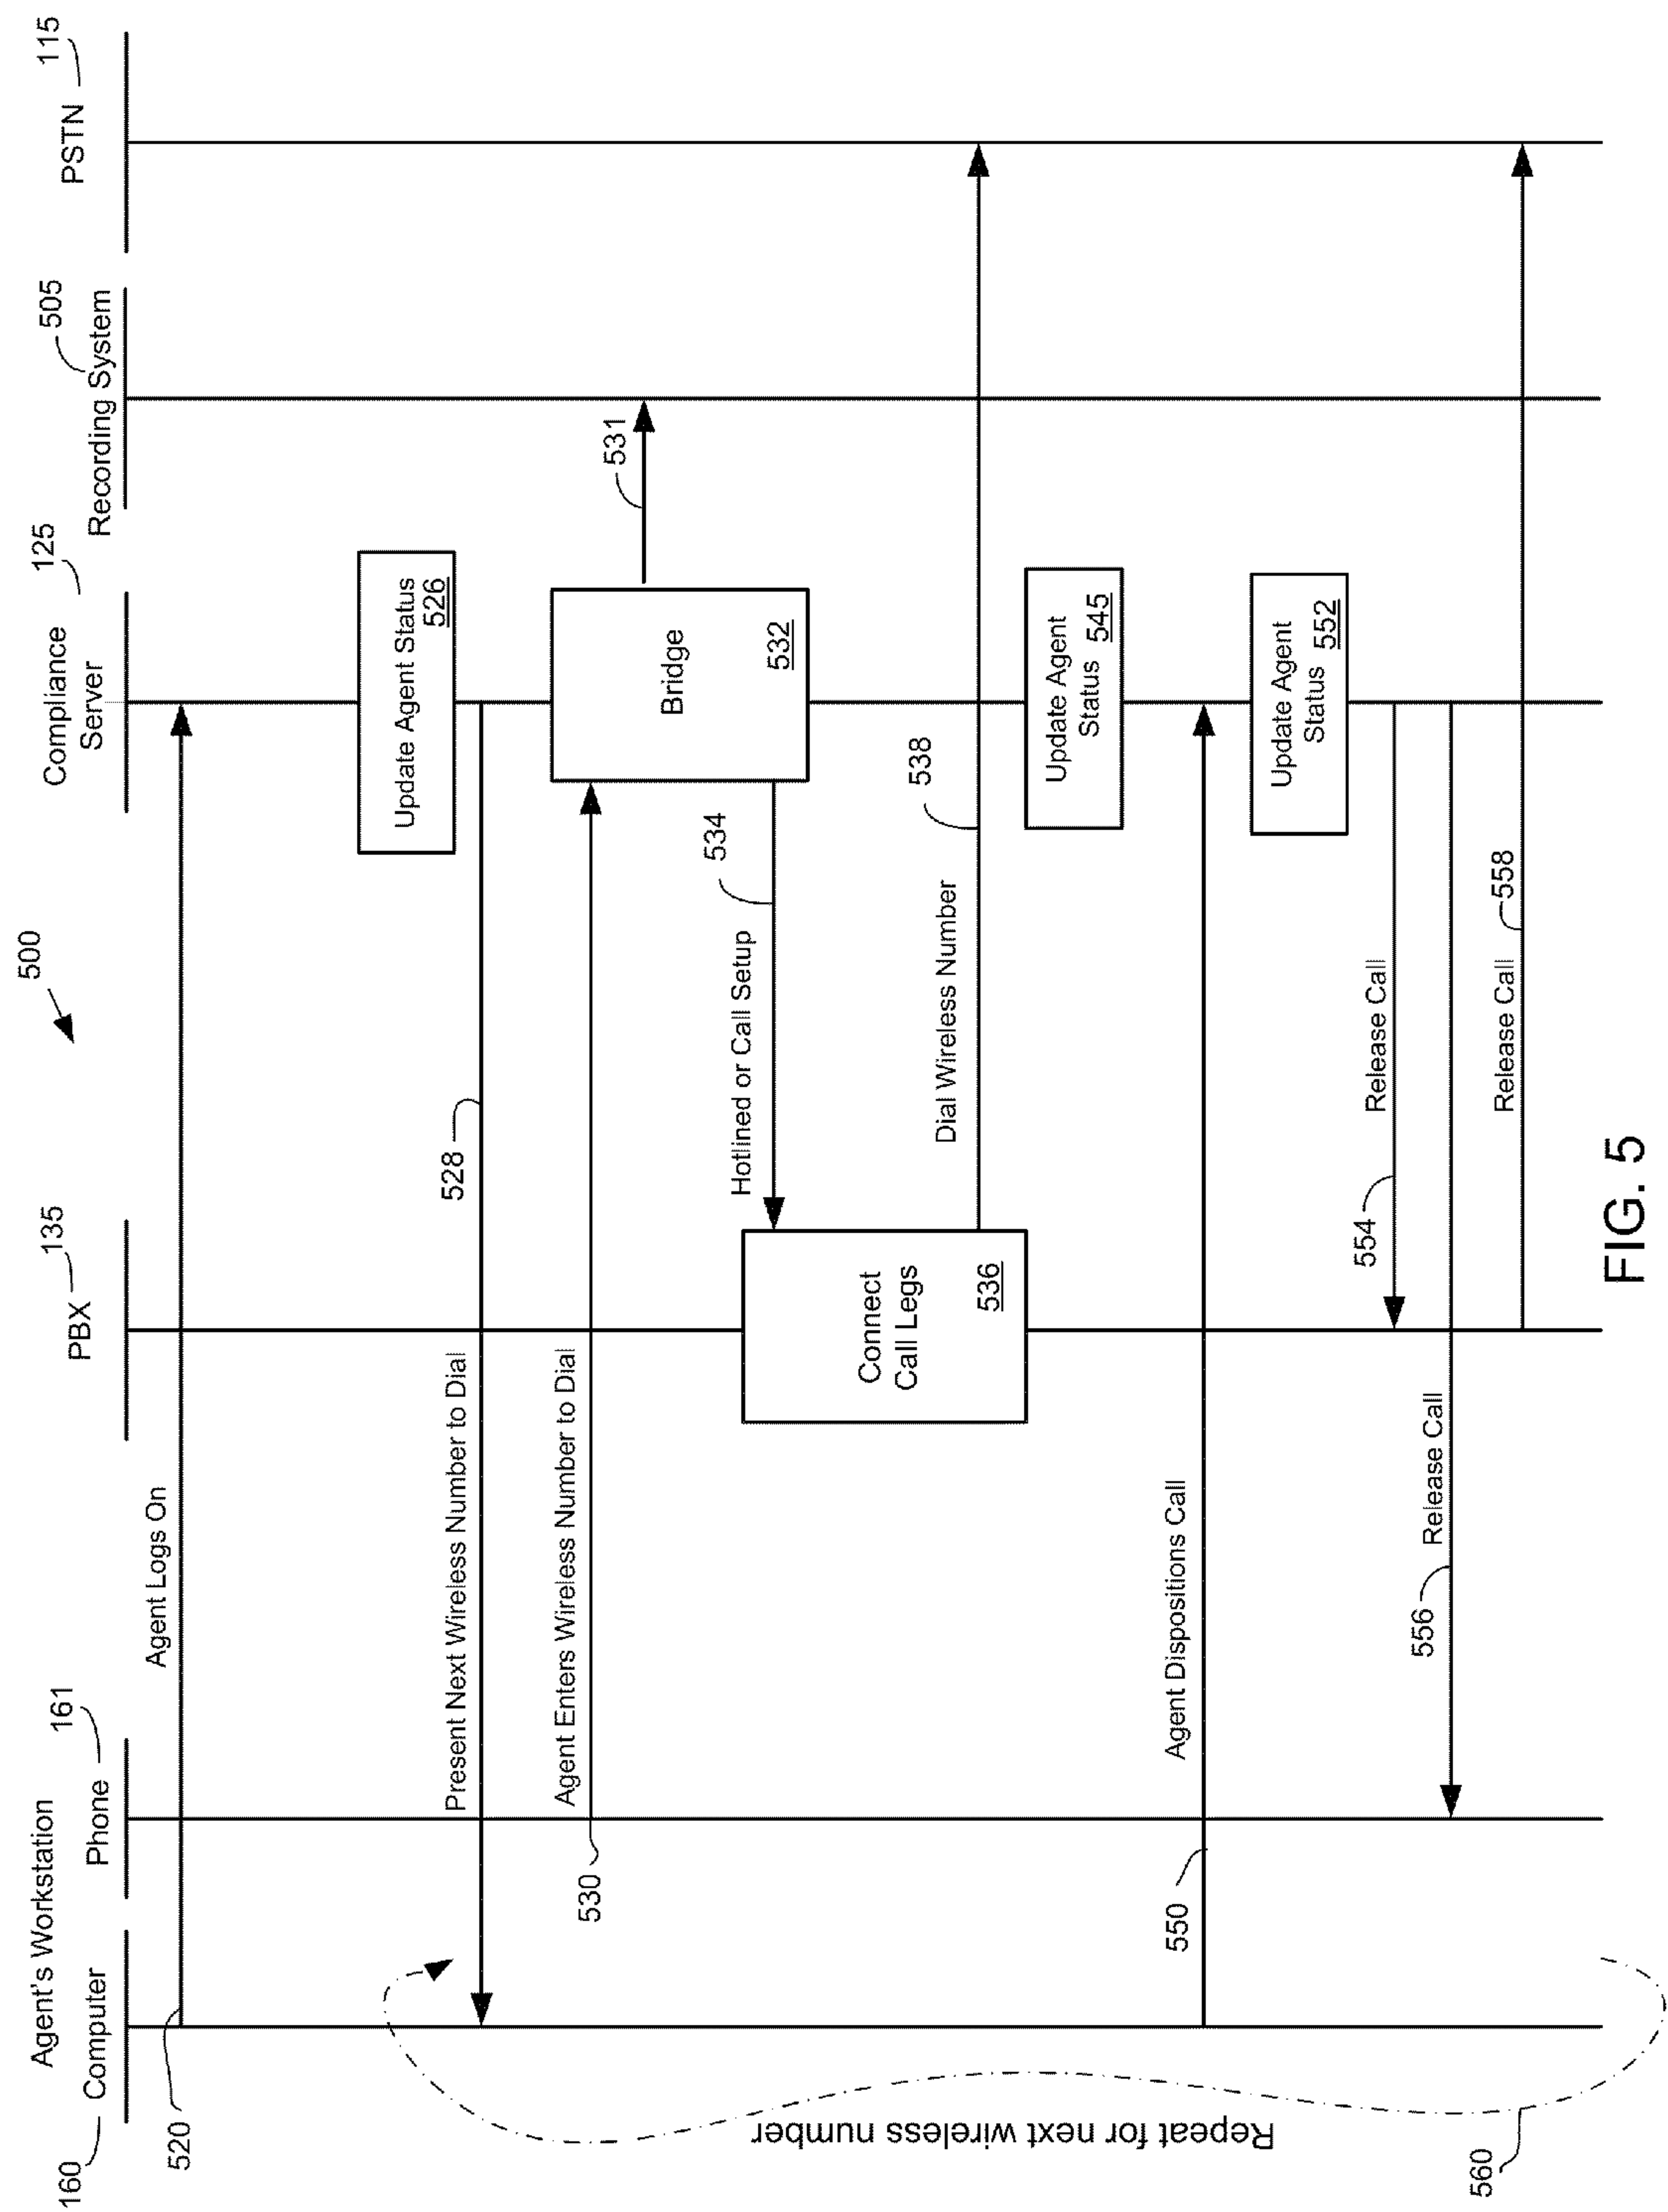 500
Agent's Workstation
160
Computer
Phone
161
PBX
135
Compliance
Server
125
Recording System
505
PSTN
115
Agent Logs On
520
Update Agent Status
526
528
Present Next Wireless Number to Dial
Agent Enters Wireless Number to Dial
530
Bridge
532
531
534
Hotlined or Call Setup
Connect
Call Legs
536
538
Dial Wireless Number
Update Agent
Status 545
Agent Dispositions Call
550
Update Agent
Status 552
Release Call
554
Release Call
556
Release Call
558
Repeat for next wireless number
560
FIG. 5